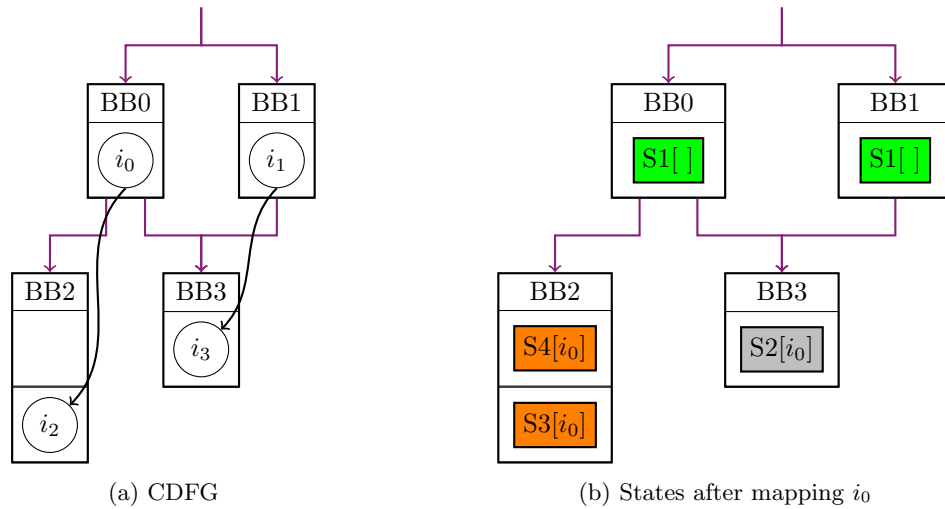 BB0 BB1
i₀ i₁
BB2 BB3
i₃
i₂
(a) CDFG
BB0 BB1
S1[ ] S1[ ]
BB2 BB3
S4[i₀] S2[i₀]
S3[i₀]
(b) States after mapping i₀